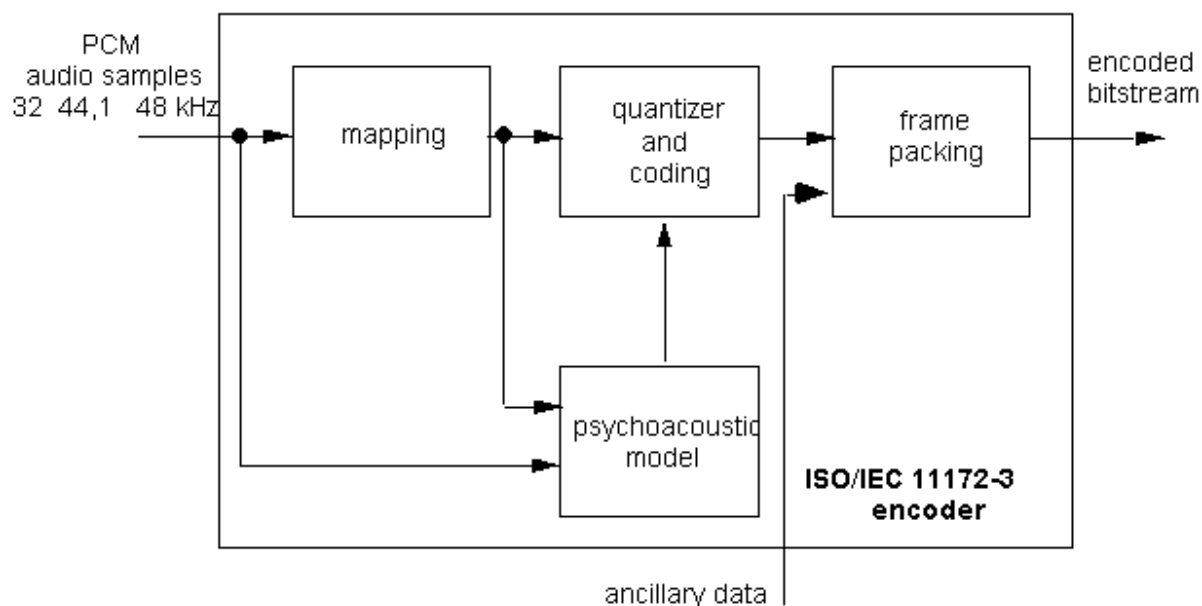 PCM
audio samples
32 44,1 48 kHz
mapping
quantizer
and
coding
frame
packing
encoded
bitstream
psychoacoustic
model
ISO/IEC 11172-3
encoder
ancillary data